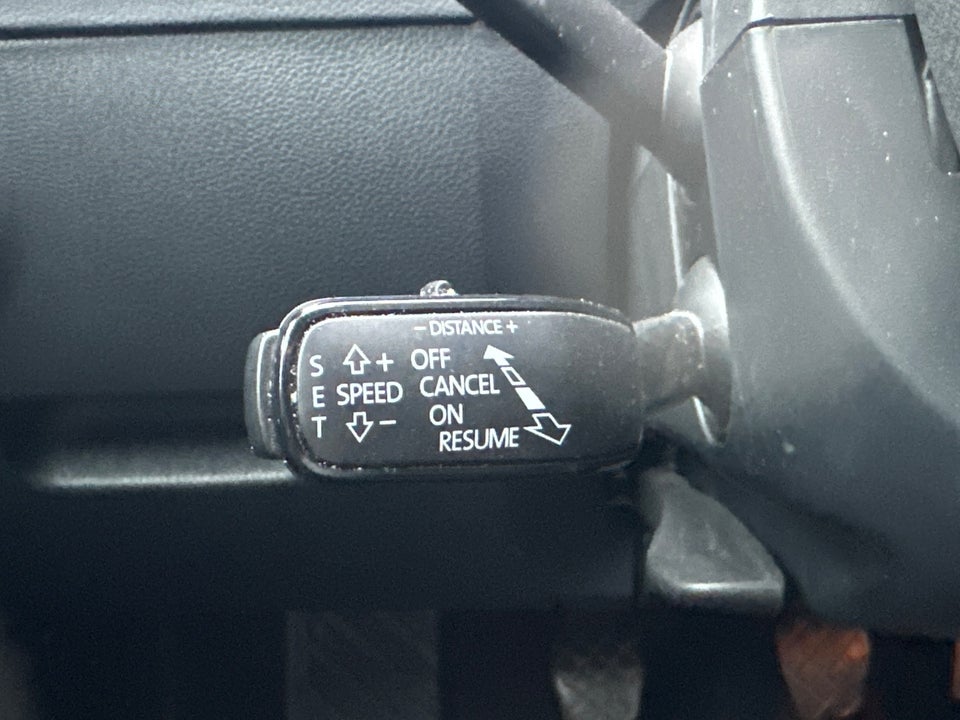 − DISTANCE +
S + OFF
E SPEED CANCEL
T − ON
RESUME